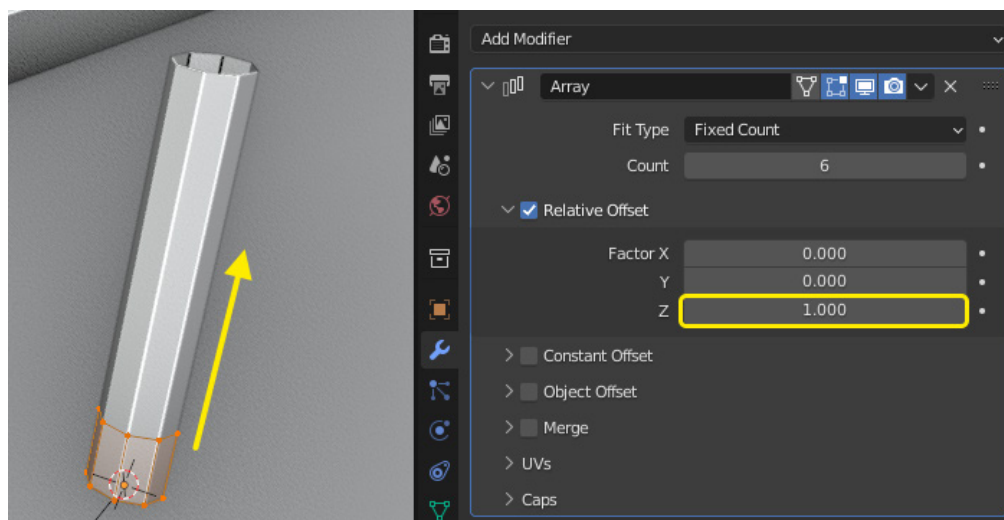 Add Modifier
Array
Fit Type Fixed Count
Count 6
Relative Offset
Factor X 0.000
Y 0.000
Z 1.000
Constant Offset
Object Offset
Merge
UVs
Caps